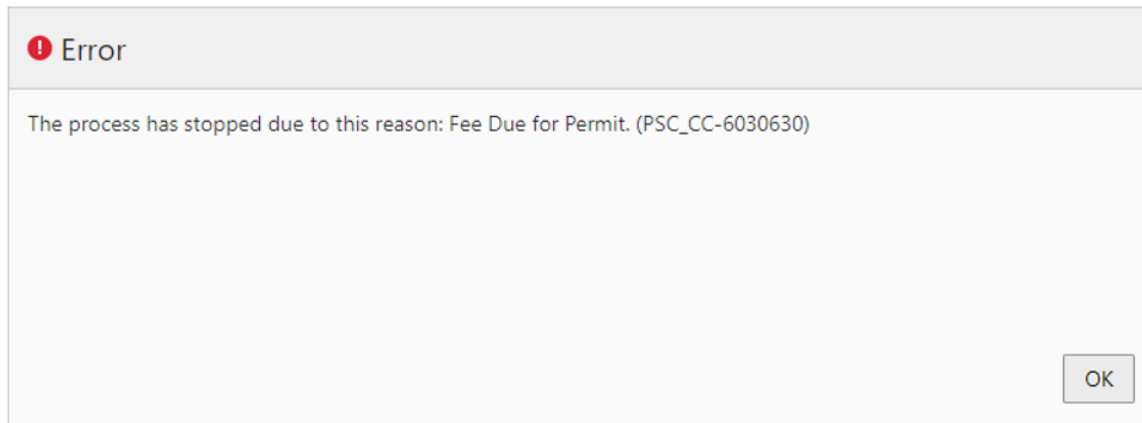 Error
The process has stopped due to this reason: Fee Due for Permit. (PSC_CC-6030630)
OK